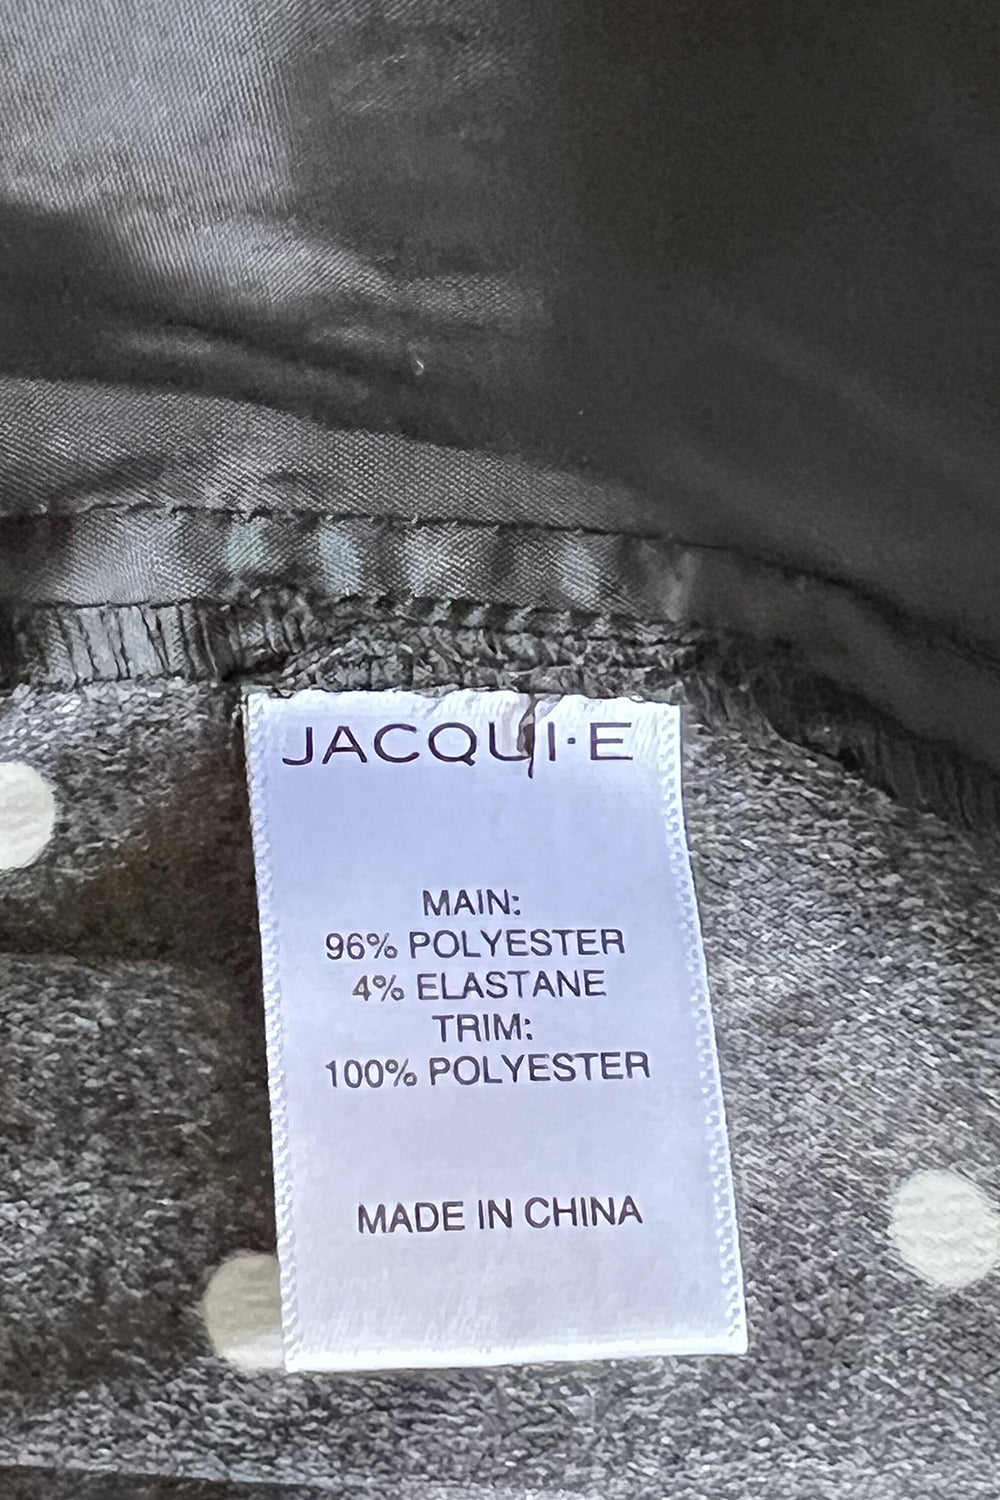 JACQUI·E
MAIN:
96% POLYESTER
4% ELASTANE
TRIM:
100% POLYESTER
MADE IN CHINA